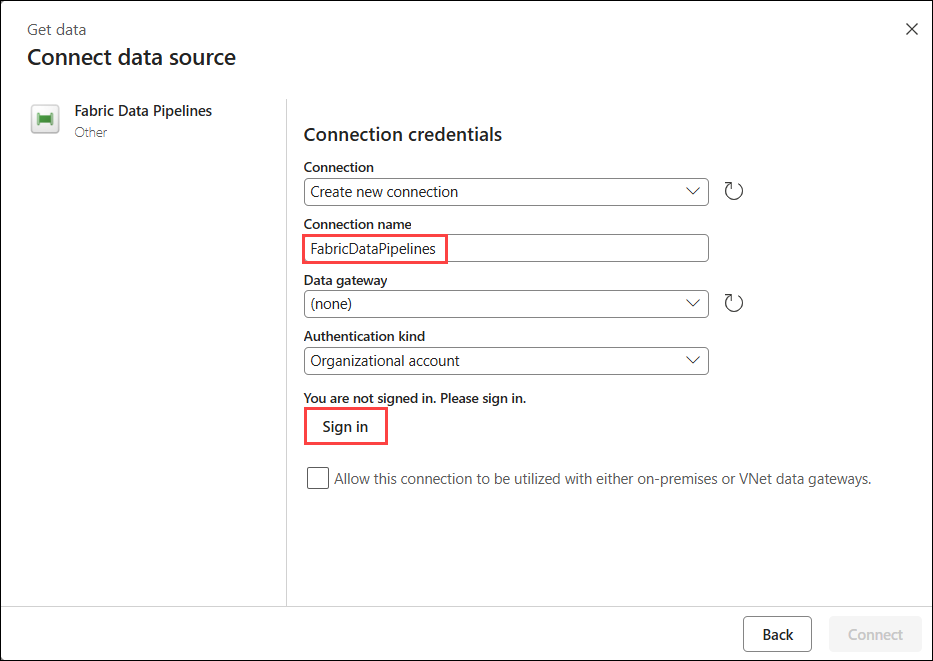 Get data
Connect data source
Fabric Data Pipelines
Other
Connection credentials
Connection
Create new connection
Connection name
FabricDataPipelines
Data gateway
(none)
Authentication kind
Organizational account
You are not signed in. Please sign in.
Sign in
Allow this connection to be utilized with either on-premises or VNet data gateways.
Back
Connect